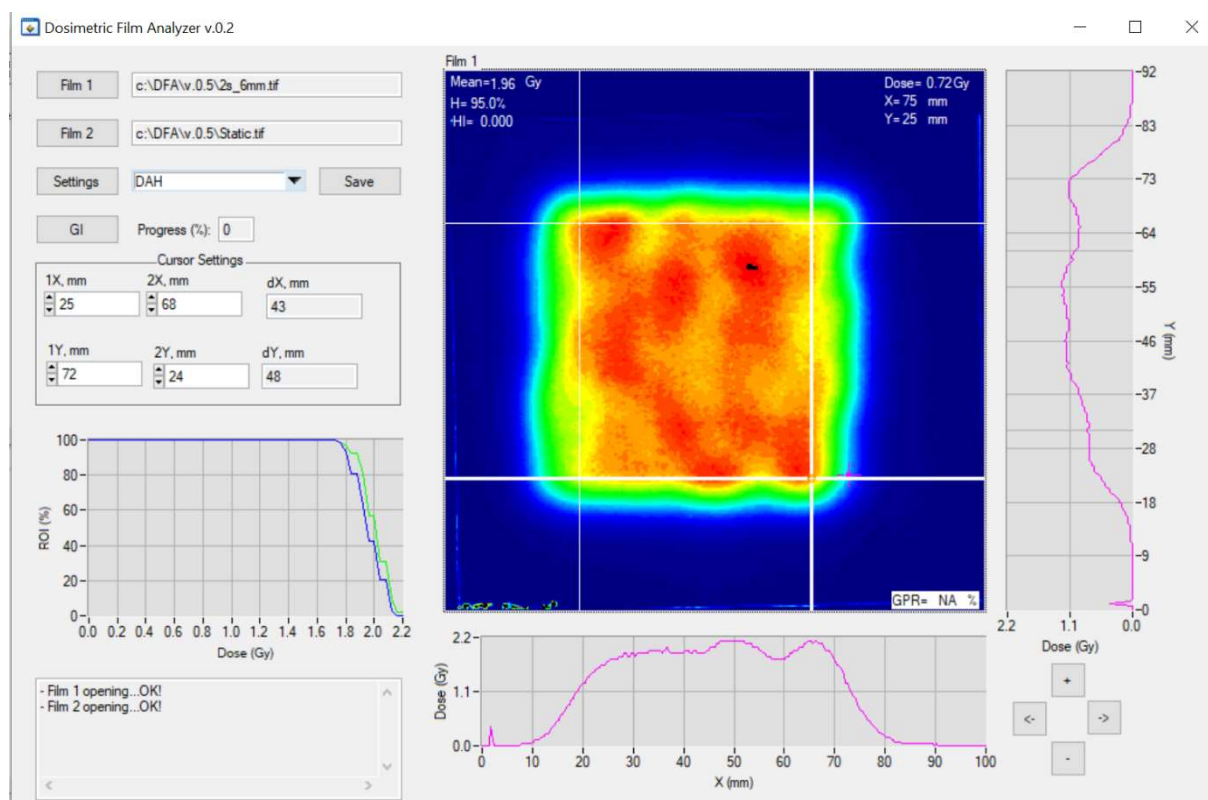 Dosimetric Film Analyzer v.0.2
Film 1
c:\DFA\v.0.5\2s_6mm.tif
Film 2
c:\DFA\v.0.5\Static.tif
Settings
DAH
Save
GI
Progress (%):
0
Cursor Settings
1X, mm
2X, mm
dX, mm
25
68
43
1Y, mm
2Y, mm
dY, mm
72
24
48
100
80
60
40
20
0
ROI (%)
0.0 0.2 0.4 0.6 0.8 1.0 1.2 1.4 1.6 1.8 2.0 2.2
Dose (Gy)
- Film 1 opening...OK!
- Film 2 opening...OK!
Film 1
Mean=1.96 Gy
H= 95.0%
HI= 0.000
Dose= 0.72Gy
X= 75 mm
Y= 25 mm
GPR= NA %
2.2
1.1
0.0
Dose (Gy)
0 10 20 30 40 50 60 70 80 90 100
X (mm)
-92
-83
-73
-64
-55
-46
-37
-28
-18
-9
-0
Y (mm)
2.2 1.1 0.0
Dose (Gy)
+
<-
->
-